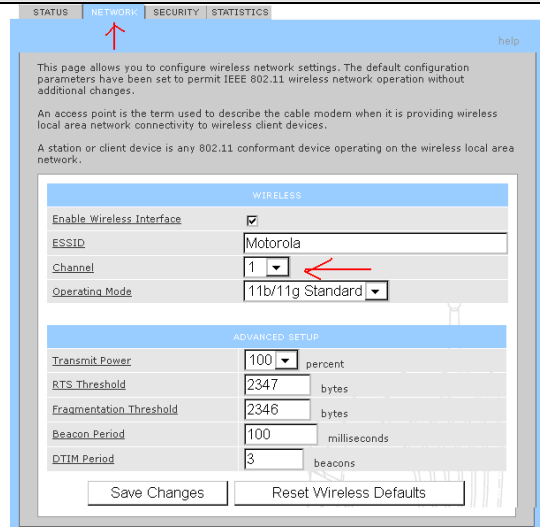 STATUS NETWORK SECURITY STATISTICS
help
This page allows you to configure wireless network settings. The default configuration
parameters have been set to permit IEEE 802.11 wireless network operation without
additional changes.
An access point is the term used to describe the cable modem when it is providing wireless
local area network connectivity to wireless client devices.
A station or client device is any 802.11 conformant device operating on the wireless local area
network.
WIRELESS
Enable Wireless Interface
ESSID Motorola
Channel 1
Operating Mode 11b/11g Standard
ADVANCED SETUP
Transmit Power 100 percent
RTS Threshold 2347 bytes
Fragmentation Threshold 2346 bytes
Beacon Period 100 milliseconds
DTIM Period 3 beacons
Save Changes Reset Wireless Defaults